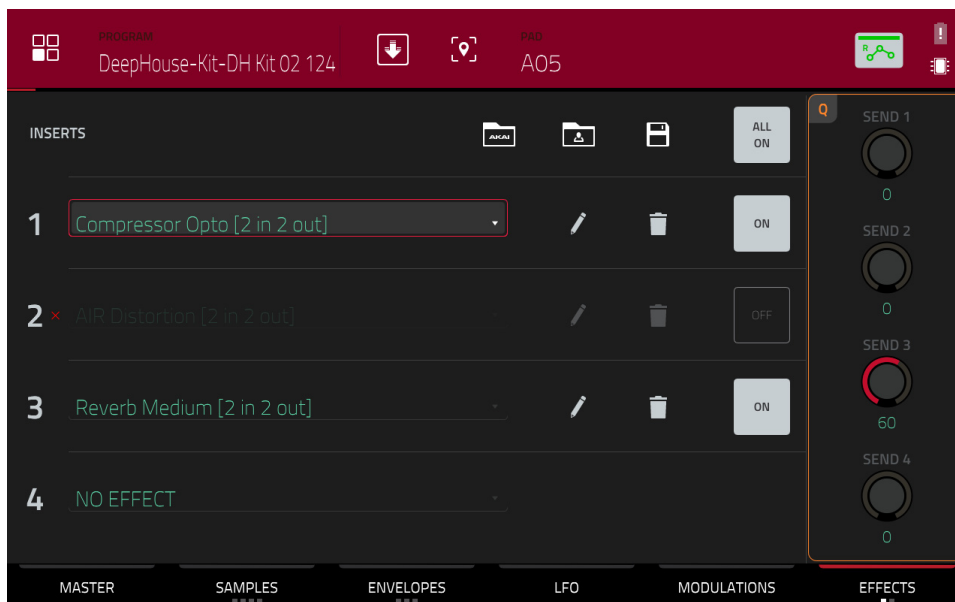 PROGRAM
DeepHouse-Kit-DH Kit 02 124
PAD
A05
R
!
INSERTS
AKAI
ALL
ON
1
Compressor Opto [2 in 2 out]
ON
2
AIR Distortion [2 in 2 out]
OFF
3
Reverb Medium [2 in 2 out]
ON
4
NO EFFECT
Q
SEND 1
0
SEND 2
0
SEND 3
60
SEND 4
0
MASTER
SAMPLES
ENVELOPES
LFO
MODULATIONS
EFFECTS